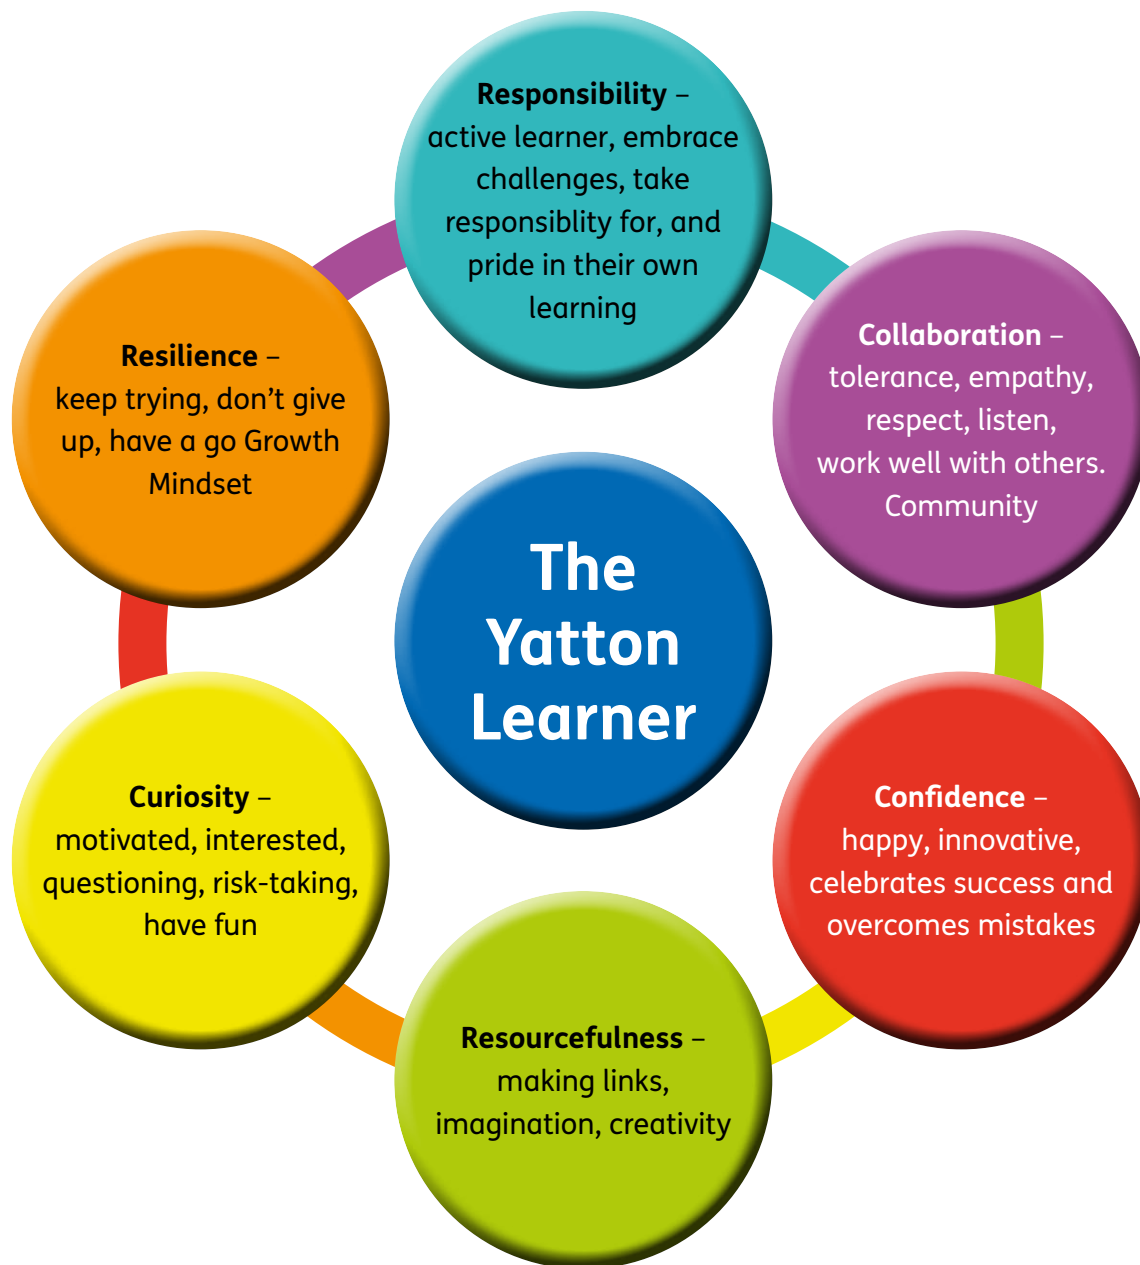 Responsibility –
active learner, embrace
challenges, take
responsiblity for, and
pride in their own
learning
Collaboration –
tolerance, empathy,
respect, listen,
work well with others.
Community
Confidence –
happy, innovative,
celebrates success and
overcomes mistakes
Resourcefulness –
making links,
imagination, creativity
Curiosity –
motivated, interested,
questioning, risk-taking,
have fun
Resilience –
keep trying, don’t give
up, have a go Growth
Mindset
The
Yatton
Learner